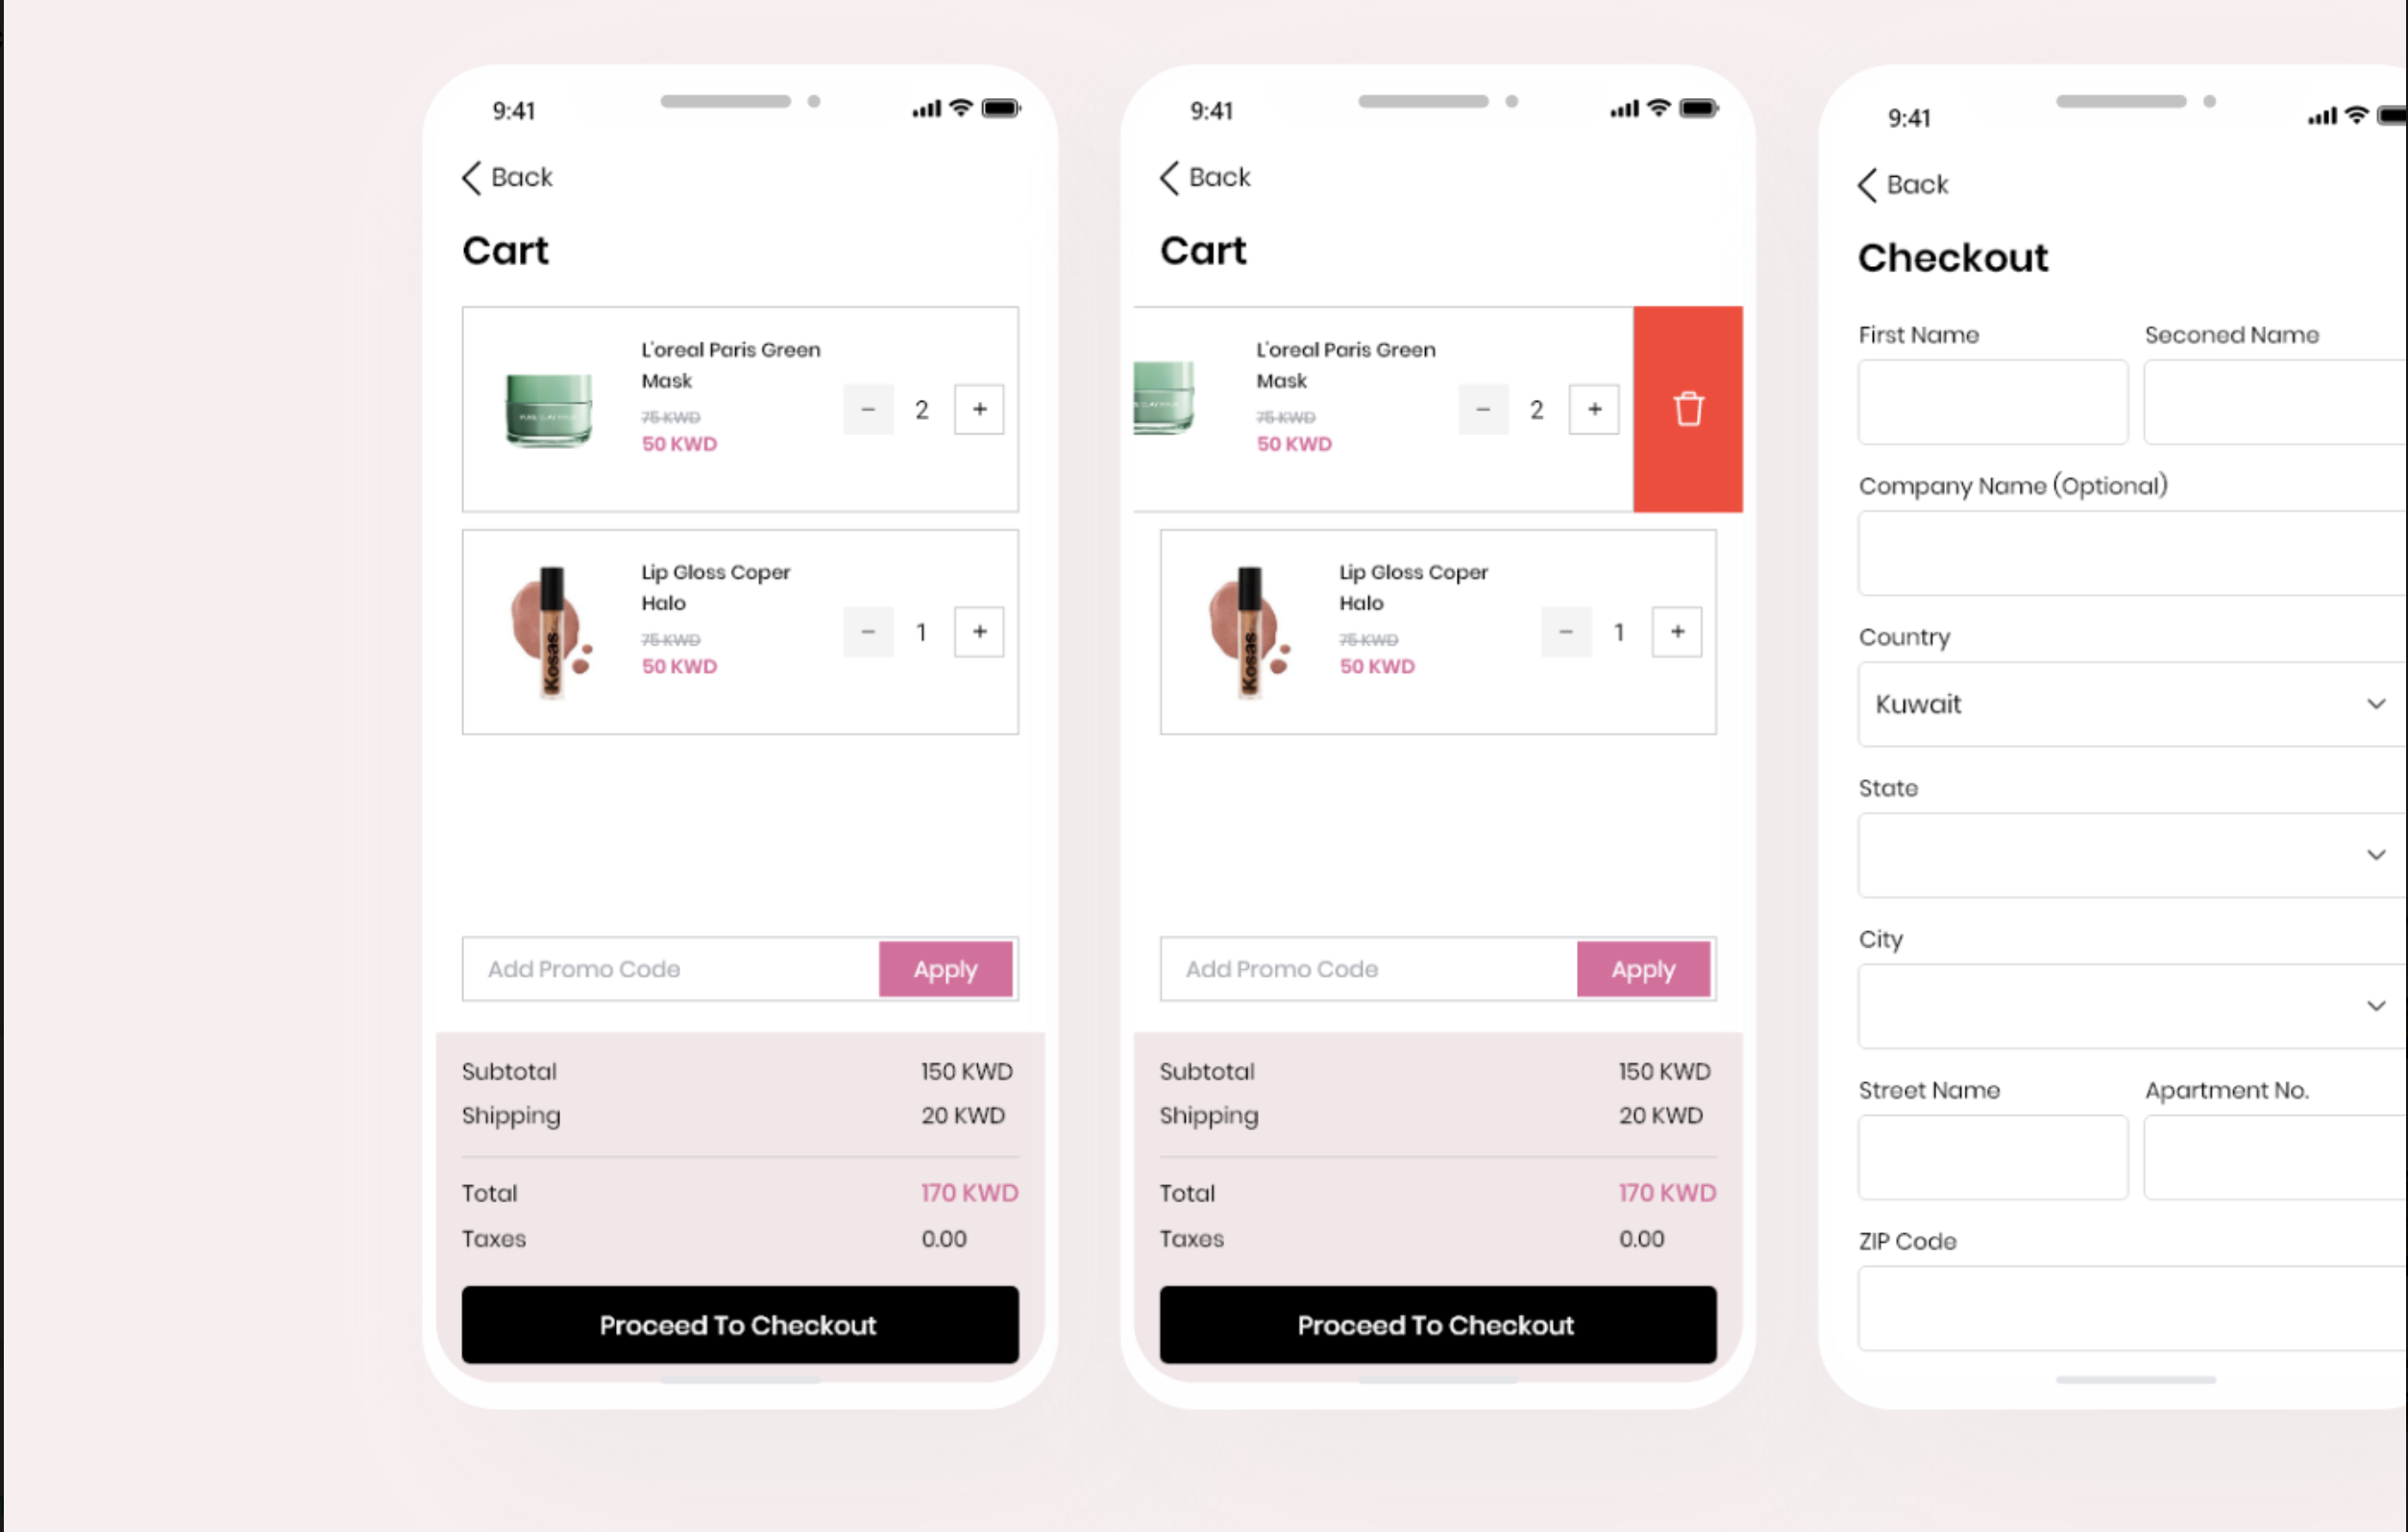 9:41
Back
Cart
L'oreal Paris Green
Mask
75 KWD
50 KWD
− 2 +
Lip Gloss Coper
Halo
75 KWD
50 KWD
Kosas
− 1 +
Add Promo Code
Apply
Subtotal 150 KWD
Shipping 20 KWD
Total 170 KWD
Taxes 0.00
Proceed To Checkout
9:41
Back
Cart
L'oreal Paris Green
Mask
75 KWD
50 KWD
− 2 +
Lip Gloss Coper
Halo
75 KWD
50 KWD
Kosas
− 1 +
Add Promo Code
Apply
Subtotal 150 KWD
Shipping 20 KWD
Total 170 KWD
Taxes 0.00
Proceed To Checkout
9:41
Back
Checkout
First Name Seconed Name
Company Name (Optional)
Country
Kuwait
State
City
Street Name Apartment No.
ZIP Code